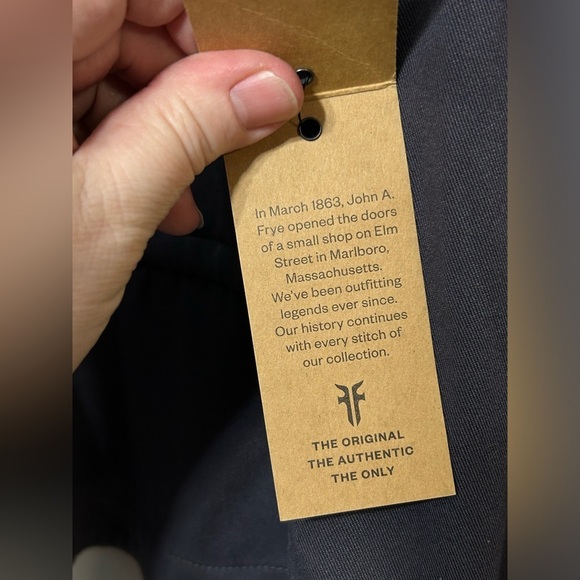 In March 1863, John A.
Frye opened the doors
of a small shop on Elm
Street in Marlboro,
Massachusetts.
We've been outfitting
legends ever since.
Our history continues
with every stitch of
our collection.
THE ORIGINAL
THE AUTHENTIC
THE ONLY